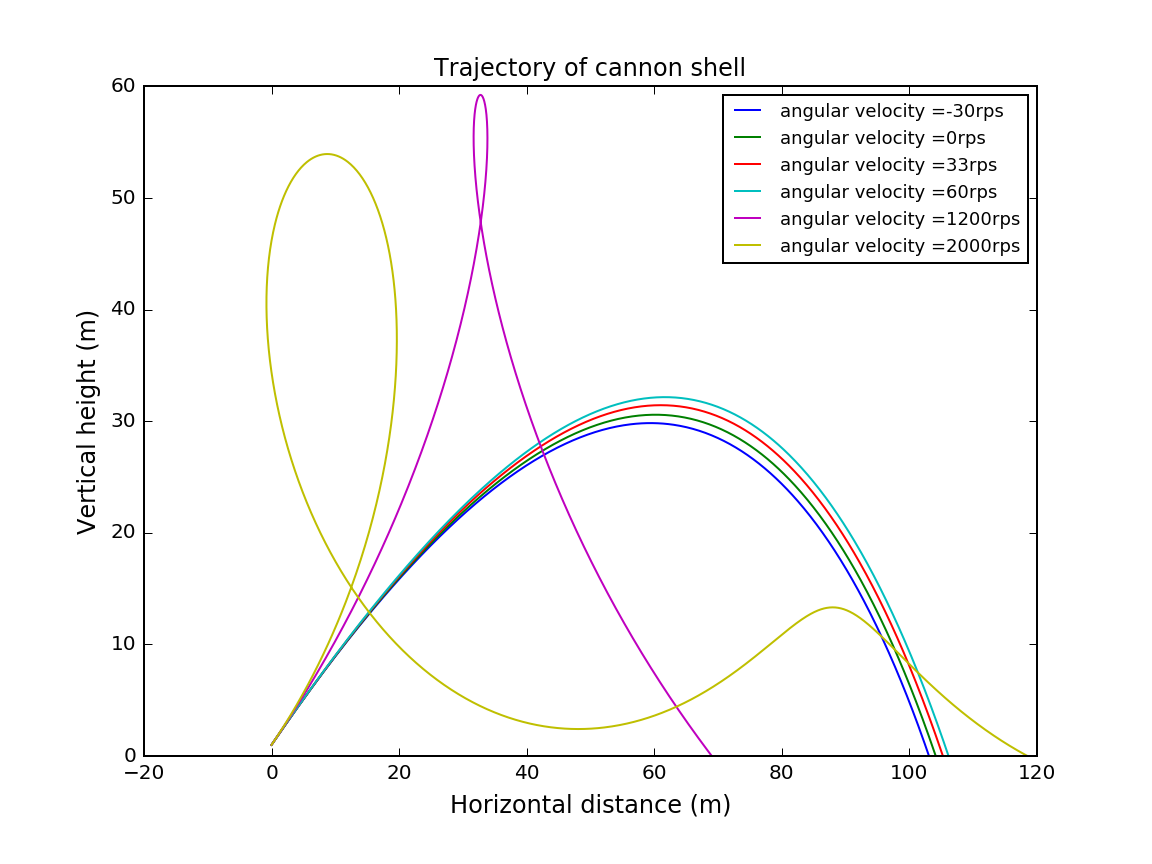 Trajectory of cannon shell
angular velocity =-30rps
angular velocity =0rps
angular velocity =33rps
angular velocity =60rps
angular velocity =1200rps
angular velocity =2000rps
Vertical height (m)
60
50
40
30
20
10
0
−20 0 20 40 60 80 100 120
Horizontal distance (m)